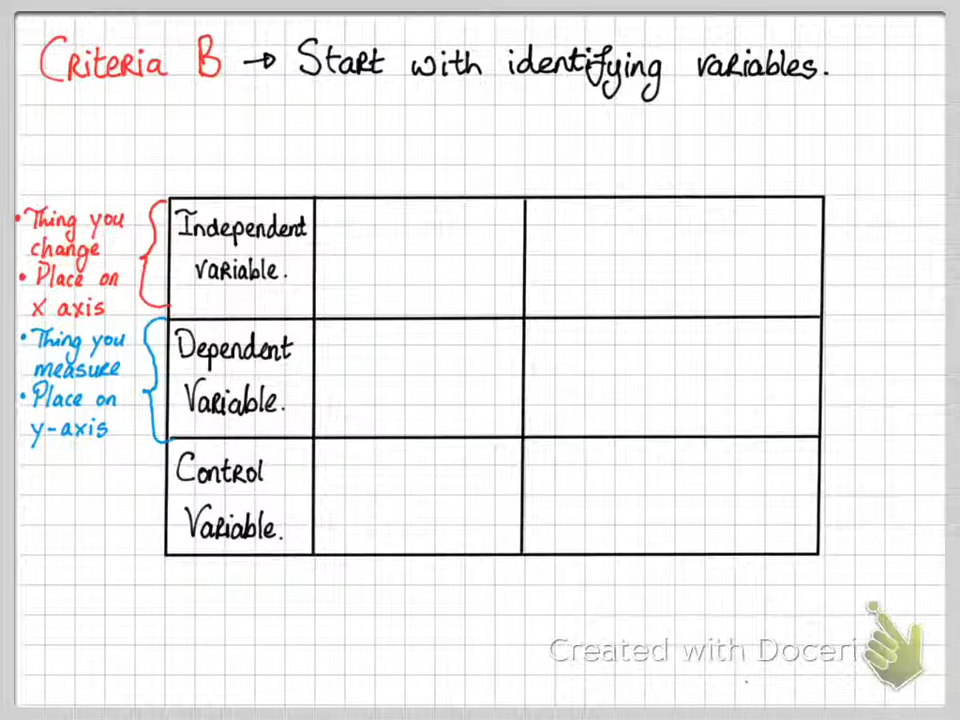 Criteria B → Start with identifying variables.
• Thing you
change
• Place on
x axis
Independent
variable.
• Thing you
measure
• Place on
y-axis
Dependent
Variable.
Control
Variable.
Created with Doceri